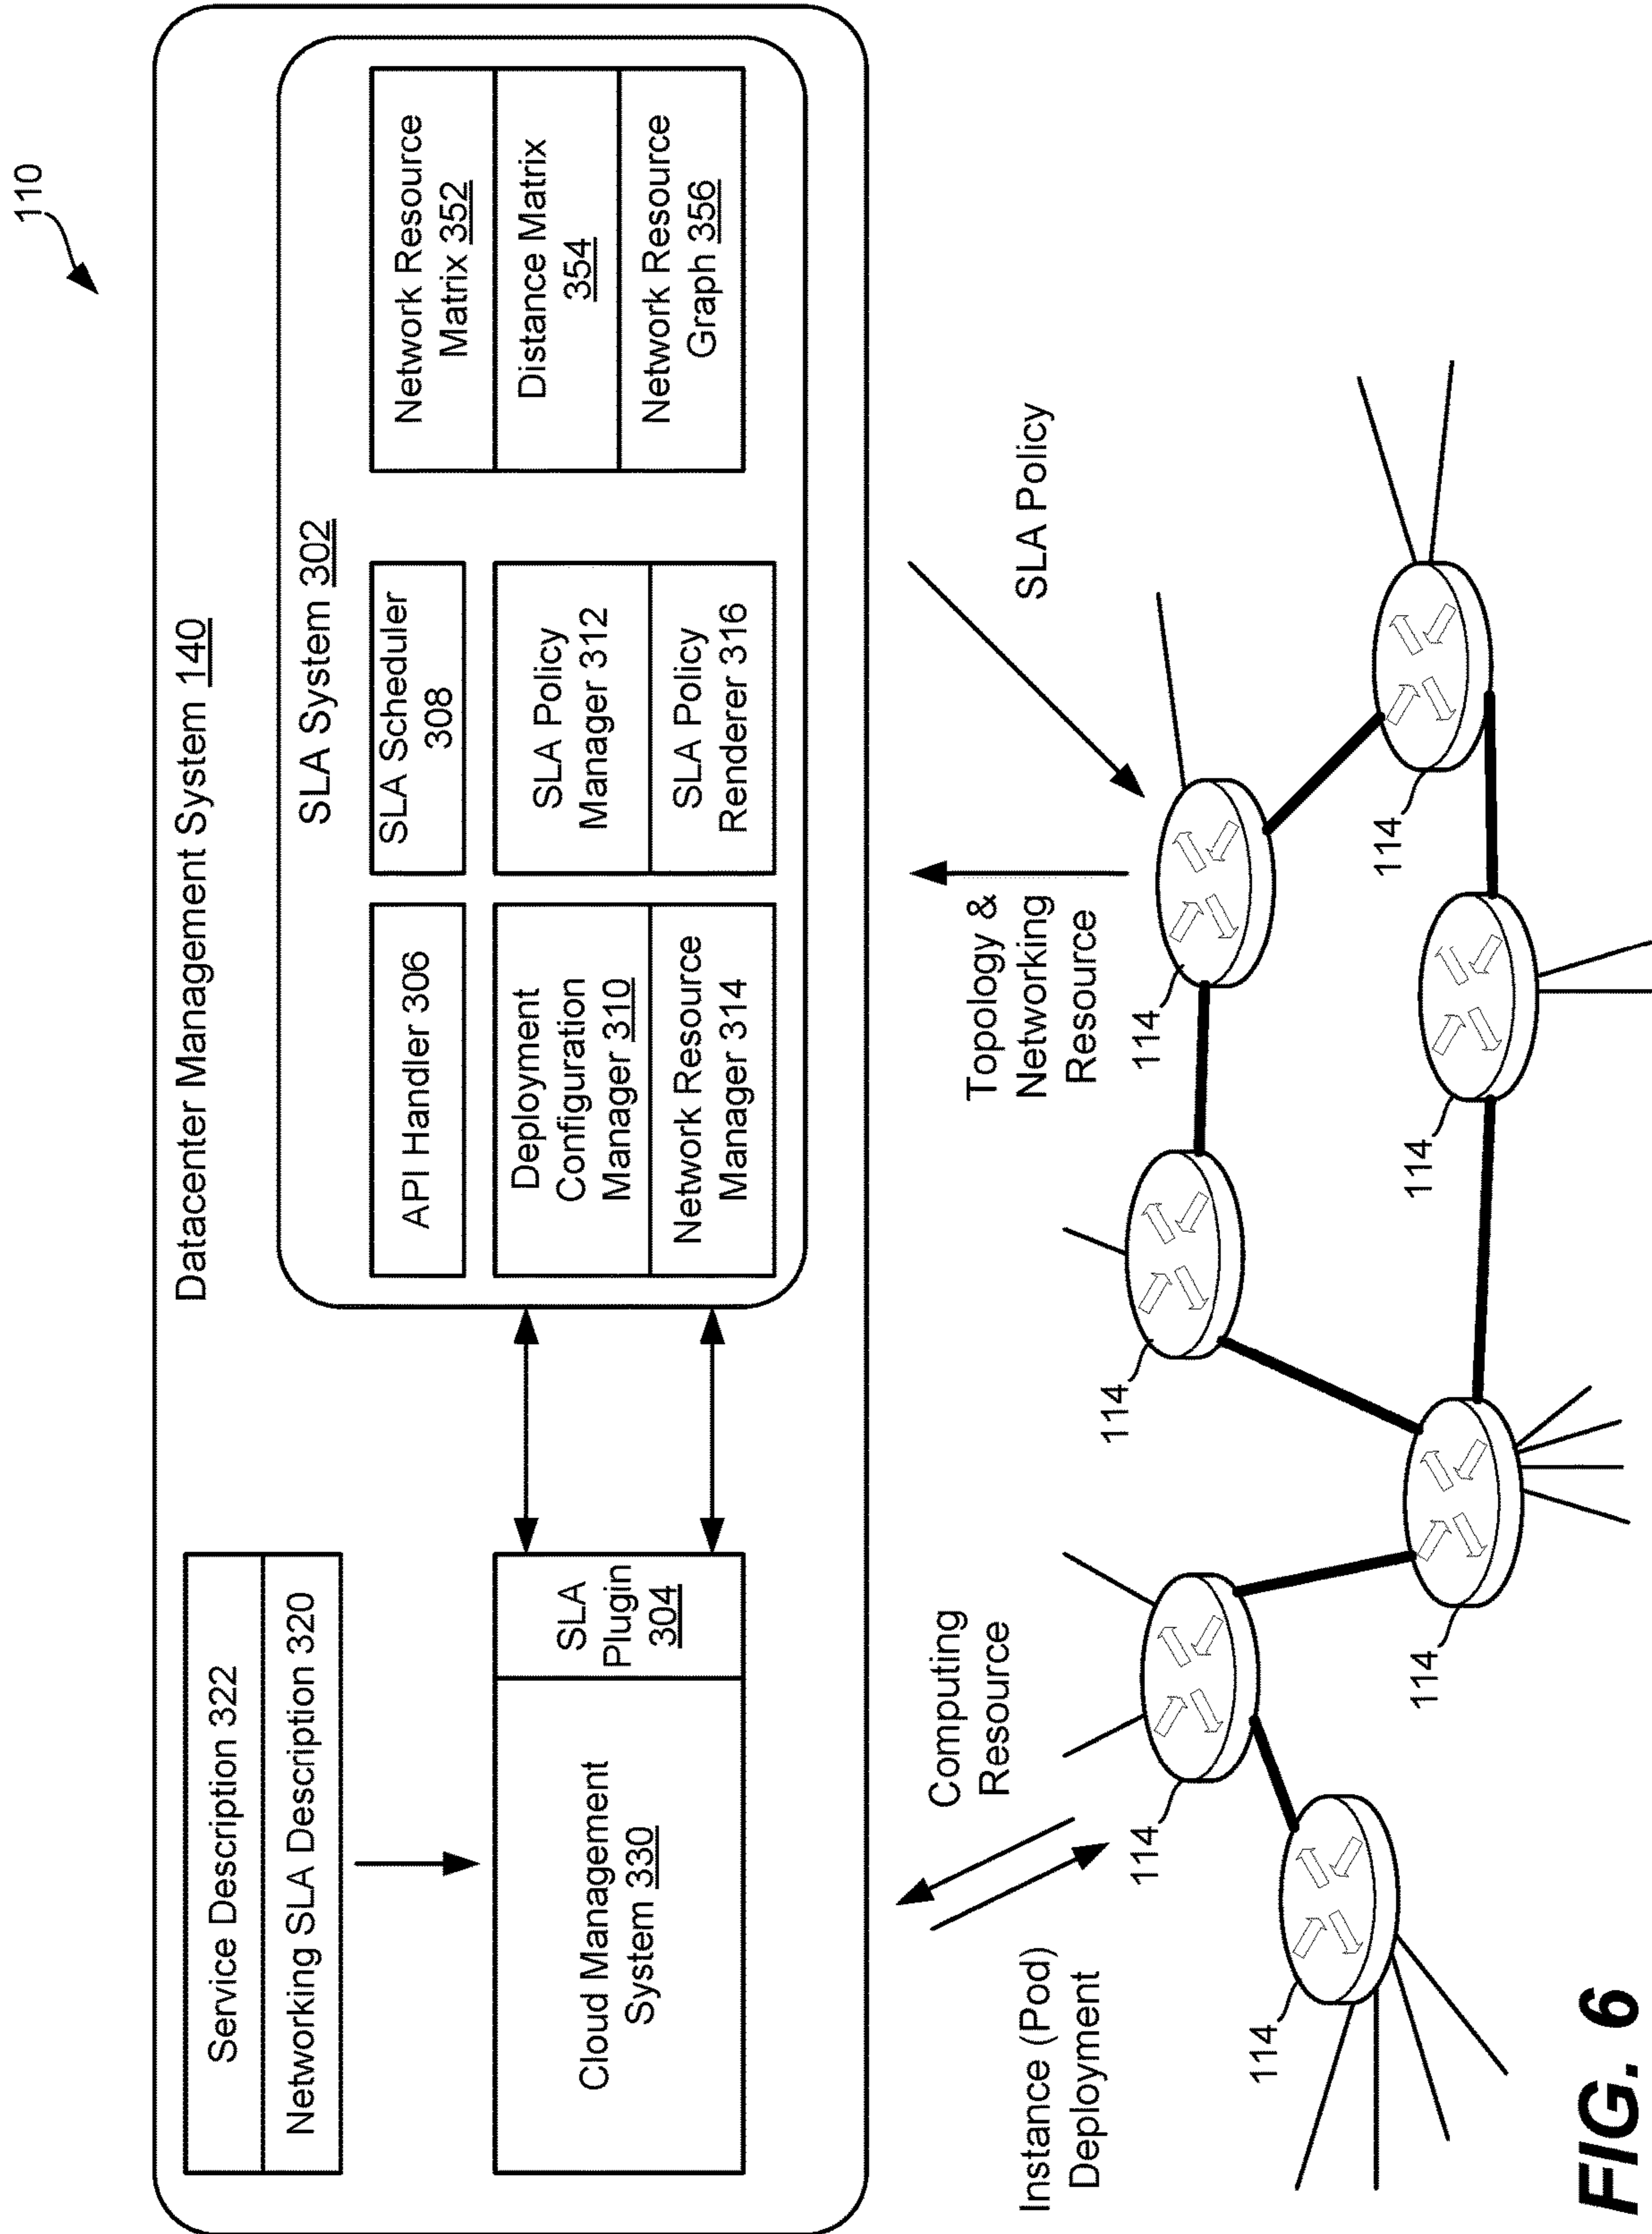 110
Datacenter Management System 140
Service Description 322
Networking SLA Description 320
Cloud Management
System 330
SLA
Plugin
304
SLA System 302
API Handler 306
SLA Scheduler
308
Deployment
Configuration
Manager 310
Network Resource
Manager 314
SLA Policy
Manager 312
SLA Policy
Renderer 316
Network Resource
Matrix 352
Distance Matrix
354
Network Resource
Graph 356
Instance (Pod)
Deployment
Computing
Resource
Topology &
Networking
Resource
SLA Policy
114
114
114
114
114
114
114
FIG. 6